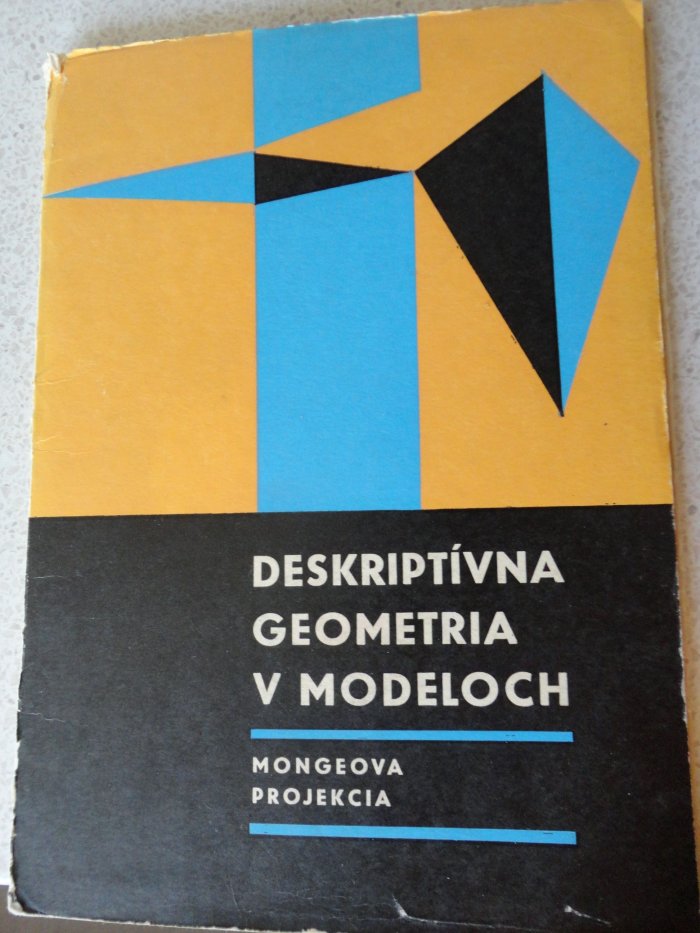 DESKRIPTÍVNA
GEOMETRIA
V MODELOCH
MONGEOVA
PROJEKCIA